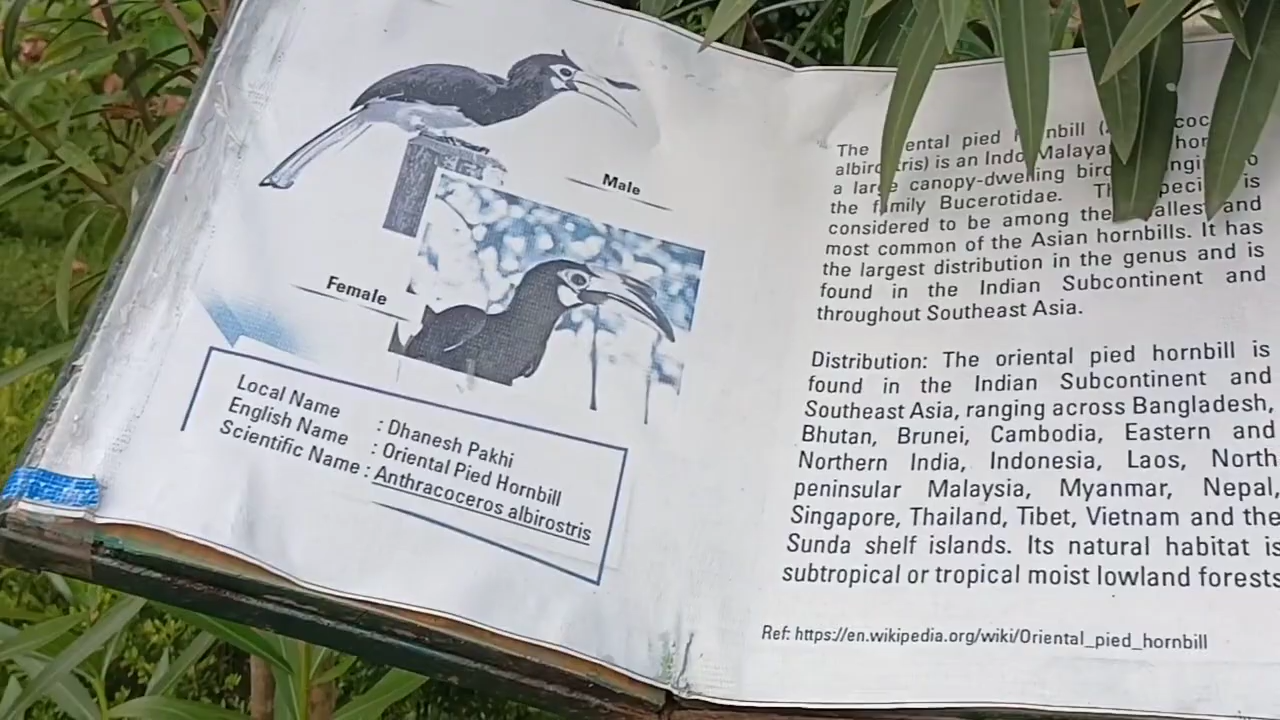 Male
Female
Local Name : Dhanesh Pakhi
English Name : Oriental Pied Hornbill
Scientific Name : Anthracoceros albirostris
The pied (
is an Indo
a canopy-dwelling
the family Bucerotidae. is
considered to be among the and
most common of the Asian hornbills. It has
the largest distribution in the genus and is
found in the Indian Subcontinent and
throughout Southeast Asia.
Distribution: The oriental pied hornbill is
found in the Indian Subcontinent and
Southeast Asia, ranging across Bangladesh,
Bhutan, Brunei, Cambodia, Eastern and
Northern India, Indonesia, Laos, North
peninsular Malaysia, Myanmar, Nepal,
Singapore, Thailand, Tibet, Vietnam and the
Sunda shelf islands. Its natural habitat is
subtropical or tropical moist lowland forests
Ref: https://en.wikipedia.org/wiki/Oriental_pied_hornbill